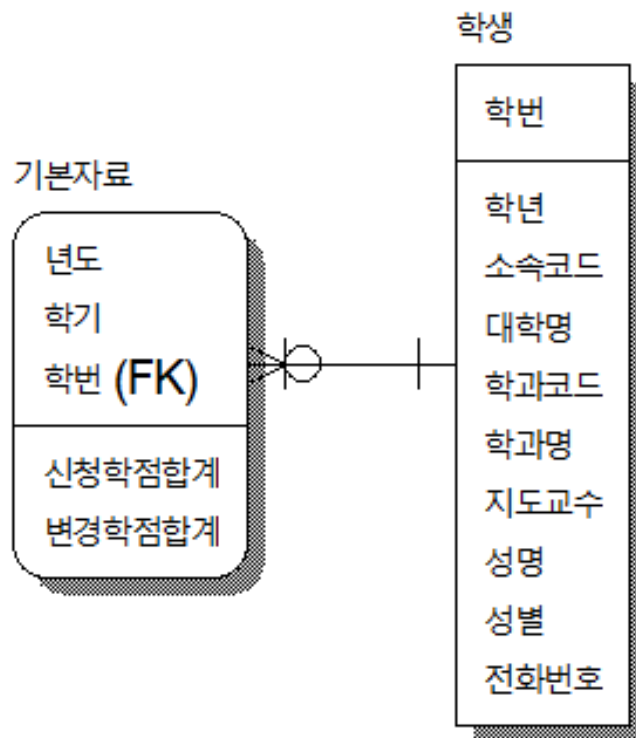 기본자료
년도
학기
학번 (FK)
신청학점합계
변경학점합계
학생
학번
학년
소속코드
대학명
학과코드
학과명
지도교수
성명
성별
전화번호